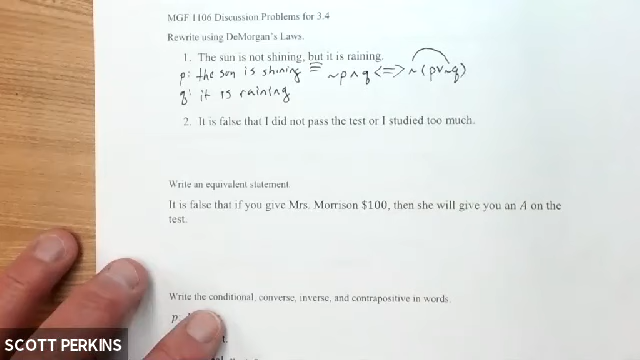 MGF 1106 Discussion Problems for 3.4
Rewrite using DeMorgan's Laws.
1. The sun is not shining, but it is raining.
p: the sun is shining ~p∧q <=> ~(p∨~q)
q: it is raining
2. It is false that I did not pass the test or I studied too much.
Write an equivalent statement.
It is false that if you give Mrs. Morrison $100, then she will give you an A on the
test.
Write the conditional, converse, inverse, and contrapositive in words.
p
SCOTT PERKINS